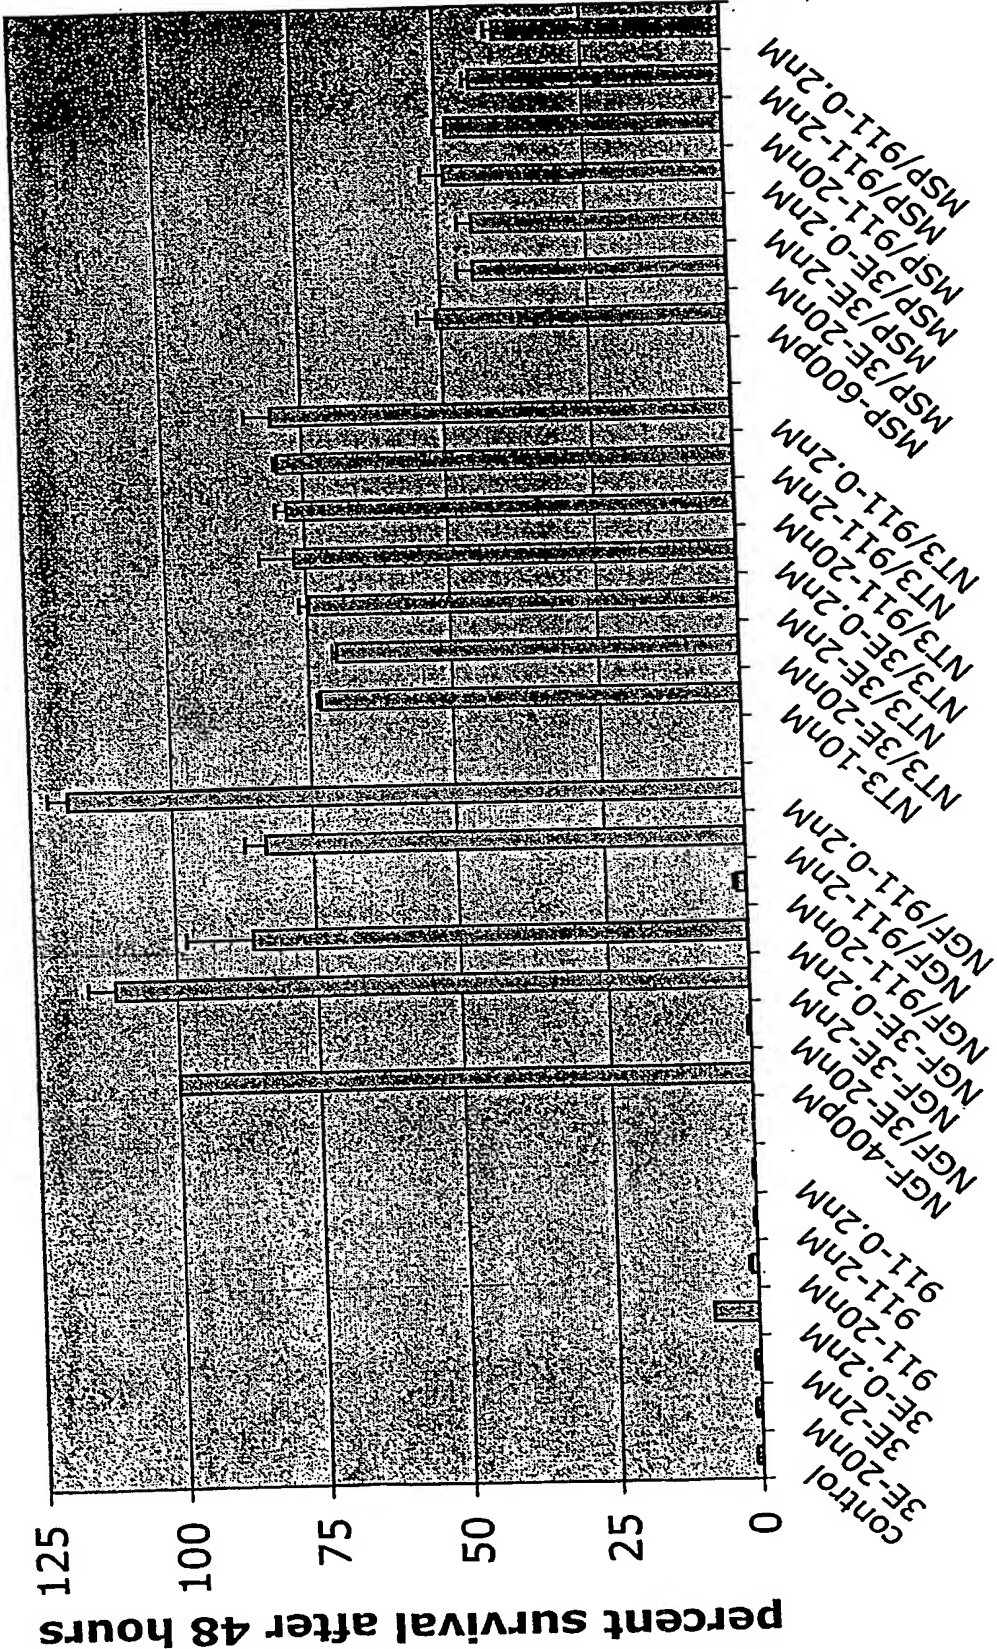 percent survival after 48 hours
125
100
75
50
25
0
control
3E-20nM
3E-2nM
3E-0.2nM
911-20nM
911-2nM
911-0.2nM
NGF-400pM
NGF/3E-20nM
NGF-3E-2nM
NGF-3E-0.2nM
NGF/911-20nM
NGF/911-2nM
NGF/911-0.2nM
NT3-10nM
NT3/3E-20nM
NT3/3E-2nM
NT3/3E-0.2nM
NT3/911-20nM
NT3/911-2nM
NT3/911-0.2nM
MSP-600pM
MSP/3E-20nM
MSP/3E-2nM
MSP/3E-0.2nM
MSP/911-20nM
MSP/911-2nM
MSP/911-0.2nM